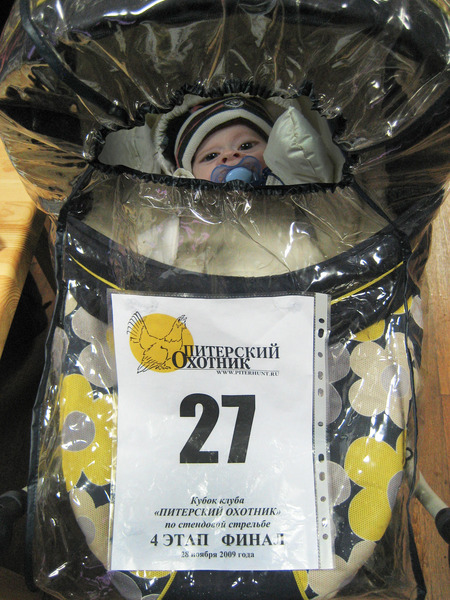 ПИТЕРСКИЙ
ОХОТНИК
WWW.PITERHUNT.RU
27
Кубок клуба
«ПИТЕРСКИЙ ОХОТНИК»
по стендовой стрельбе
4 ЭТАП ФИНАЛ
28 ноября 2009 года